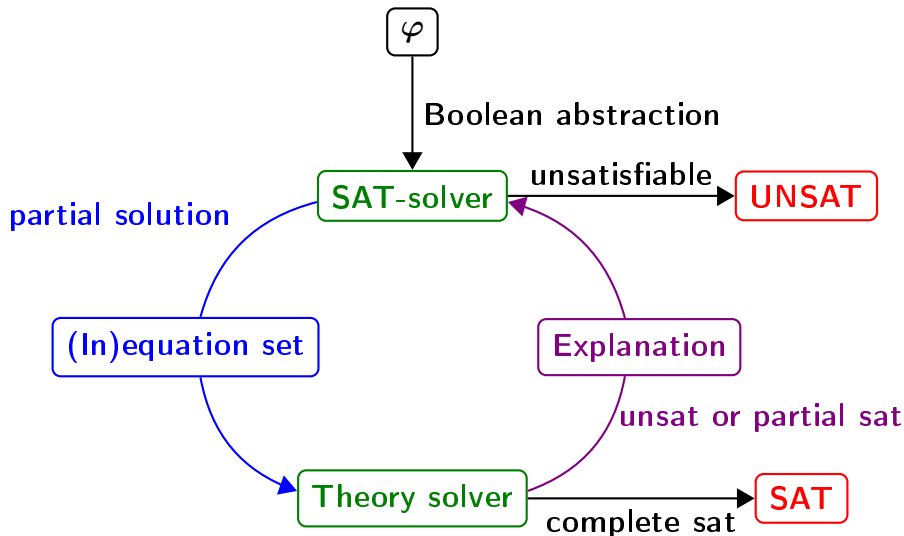 φ
Boolean abstraction
SAT-solver
unsatisfiable
UNSAT
partial solution
(In)equation set
Explanation
unsat or partial sat
Theory solver
complete sat
SAT